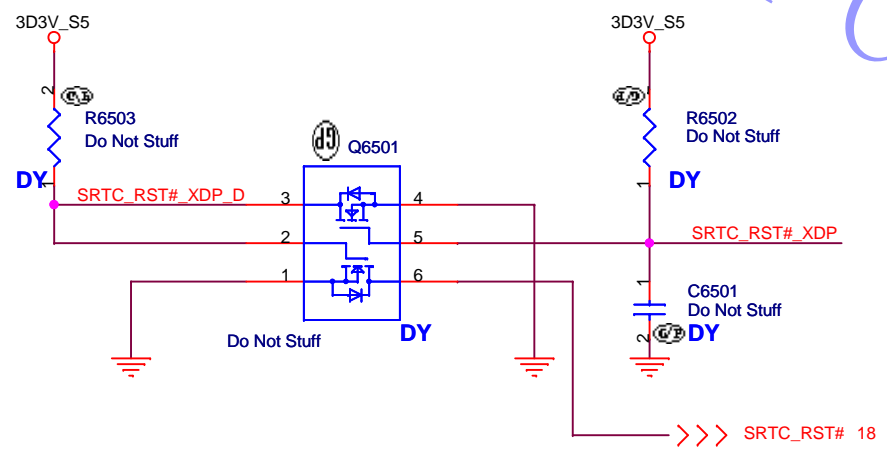 3D3V_S5
3D3V_S5
2
G/P
R6503
Do Not Stuff
DY
1
SRTC_RST#_XDP_D
GP
Q6501
3
4
2
5
1
6
Do Not Stuff
DY
G/P
R6502
Do Not Stuff
1
DY
SRTC_RST#_XDP
1
C6501
Do Not Stuff
2
G/P
DY
SRTC_RST# 18